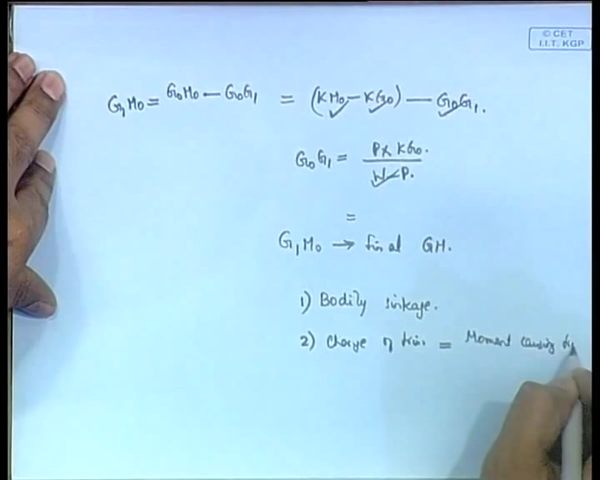 © CET
I.I.T. KGP
G₁M₀ = G₀M₀ — G₀G₁ = (KM₀ — KG₀) — G₀G₁.
G₀G₁ = P × KG₀. / W - P.
=
G₁M₀ → final GM.
1) Bodily sinkage.
2) Change of trim = Moment causing